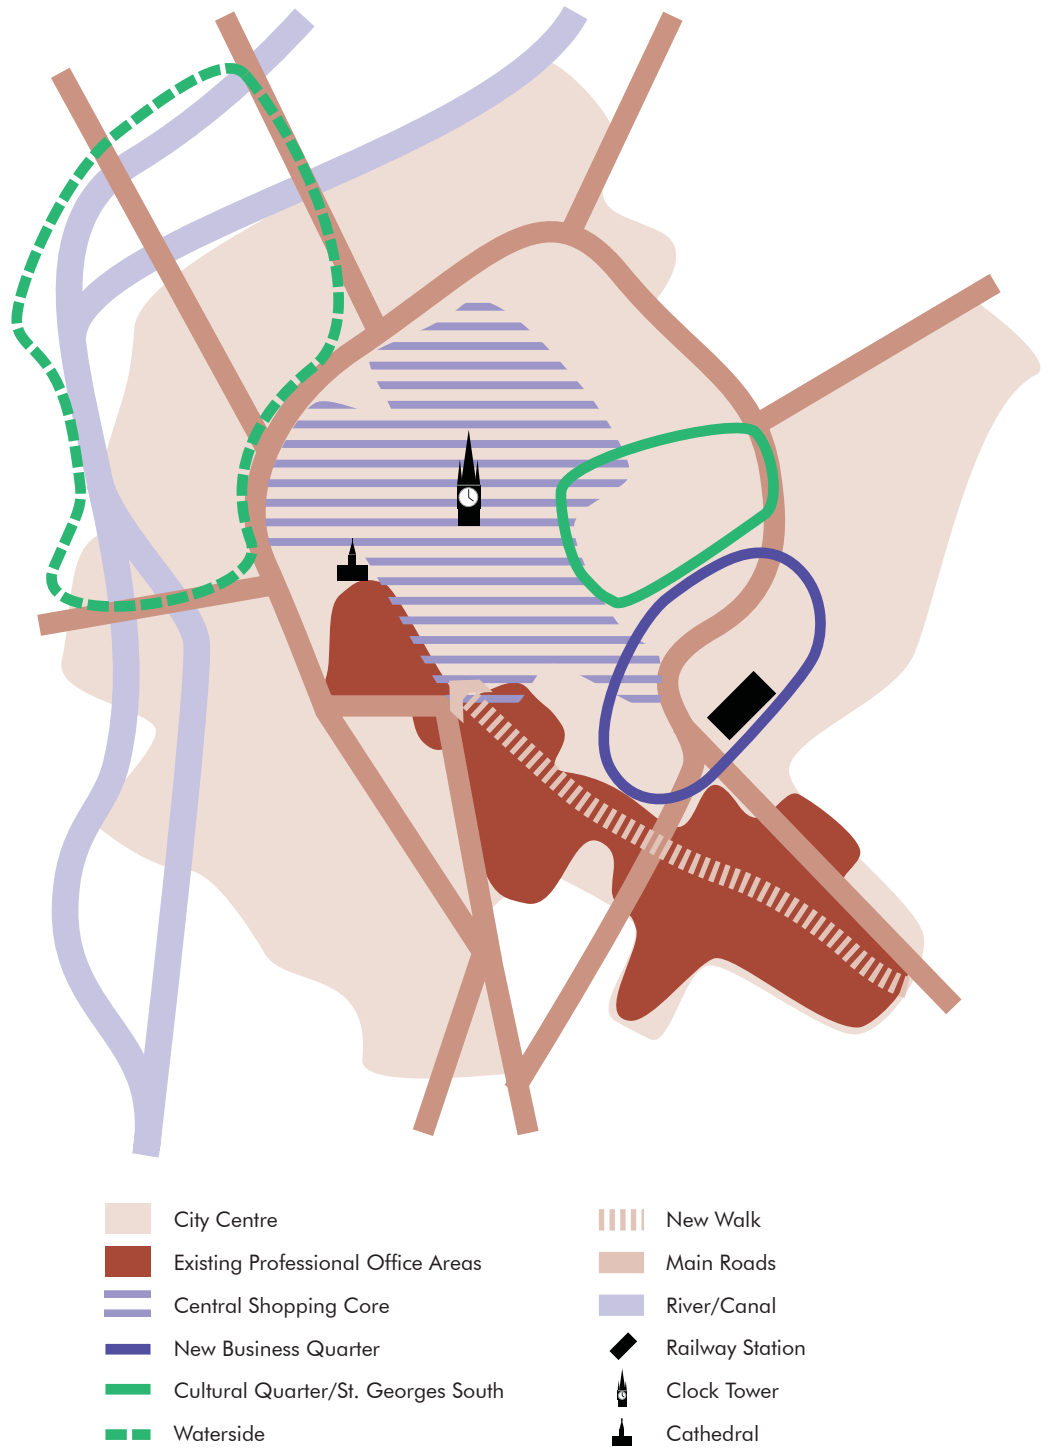 City Centre
Existing Professional Office Areas
Central Shopping Core
New Business Quarter
Cultural Quarter/St. Georges South
Waterside
New Walk
Main Roads
River/Canal
Railway Station
Clock Tower
Cathedral